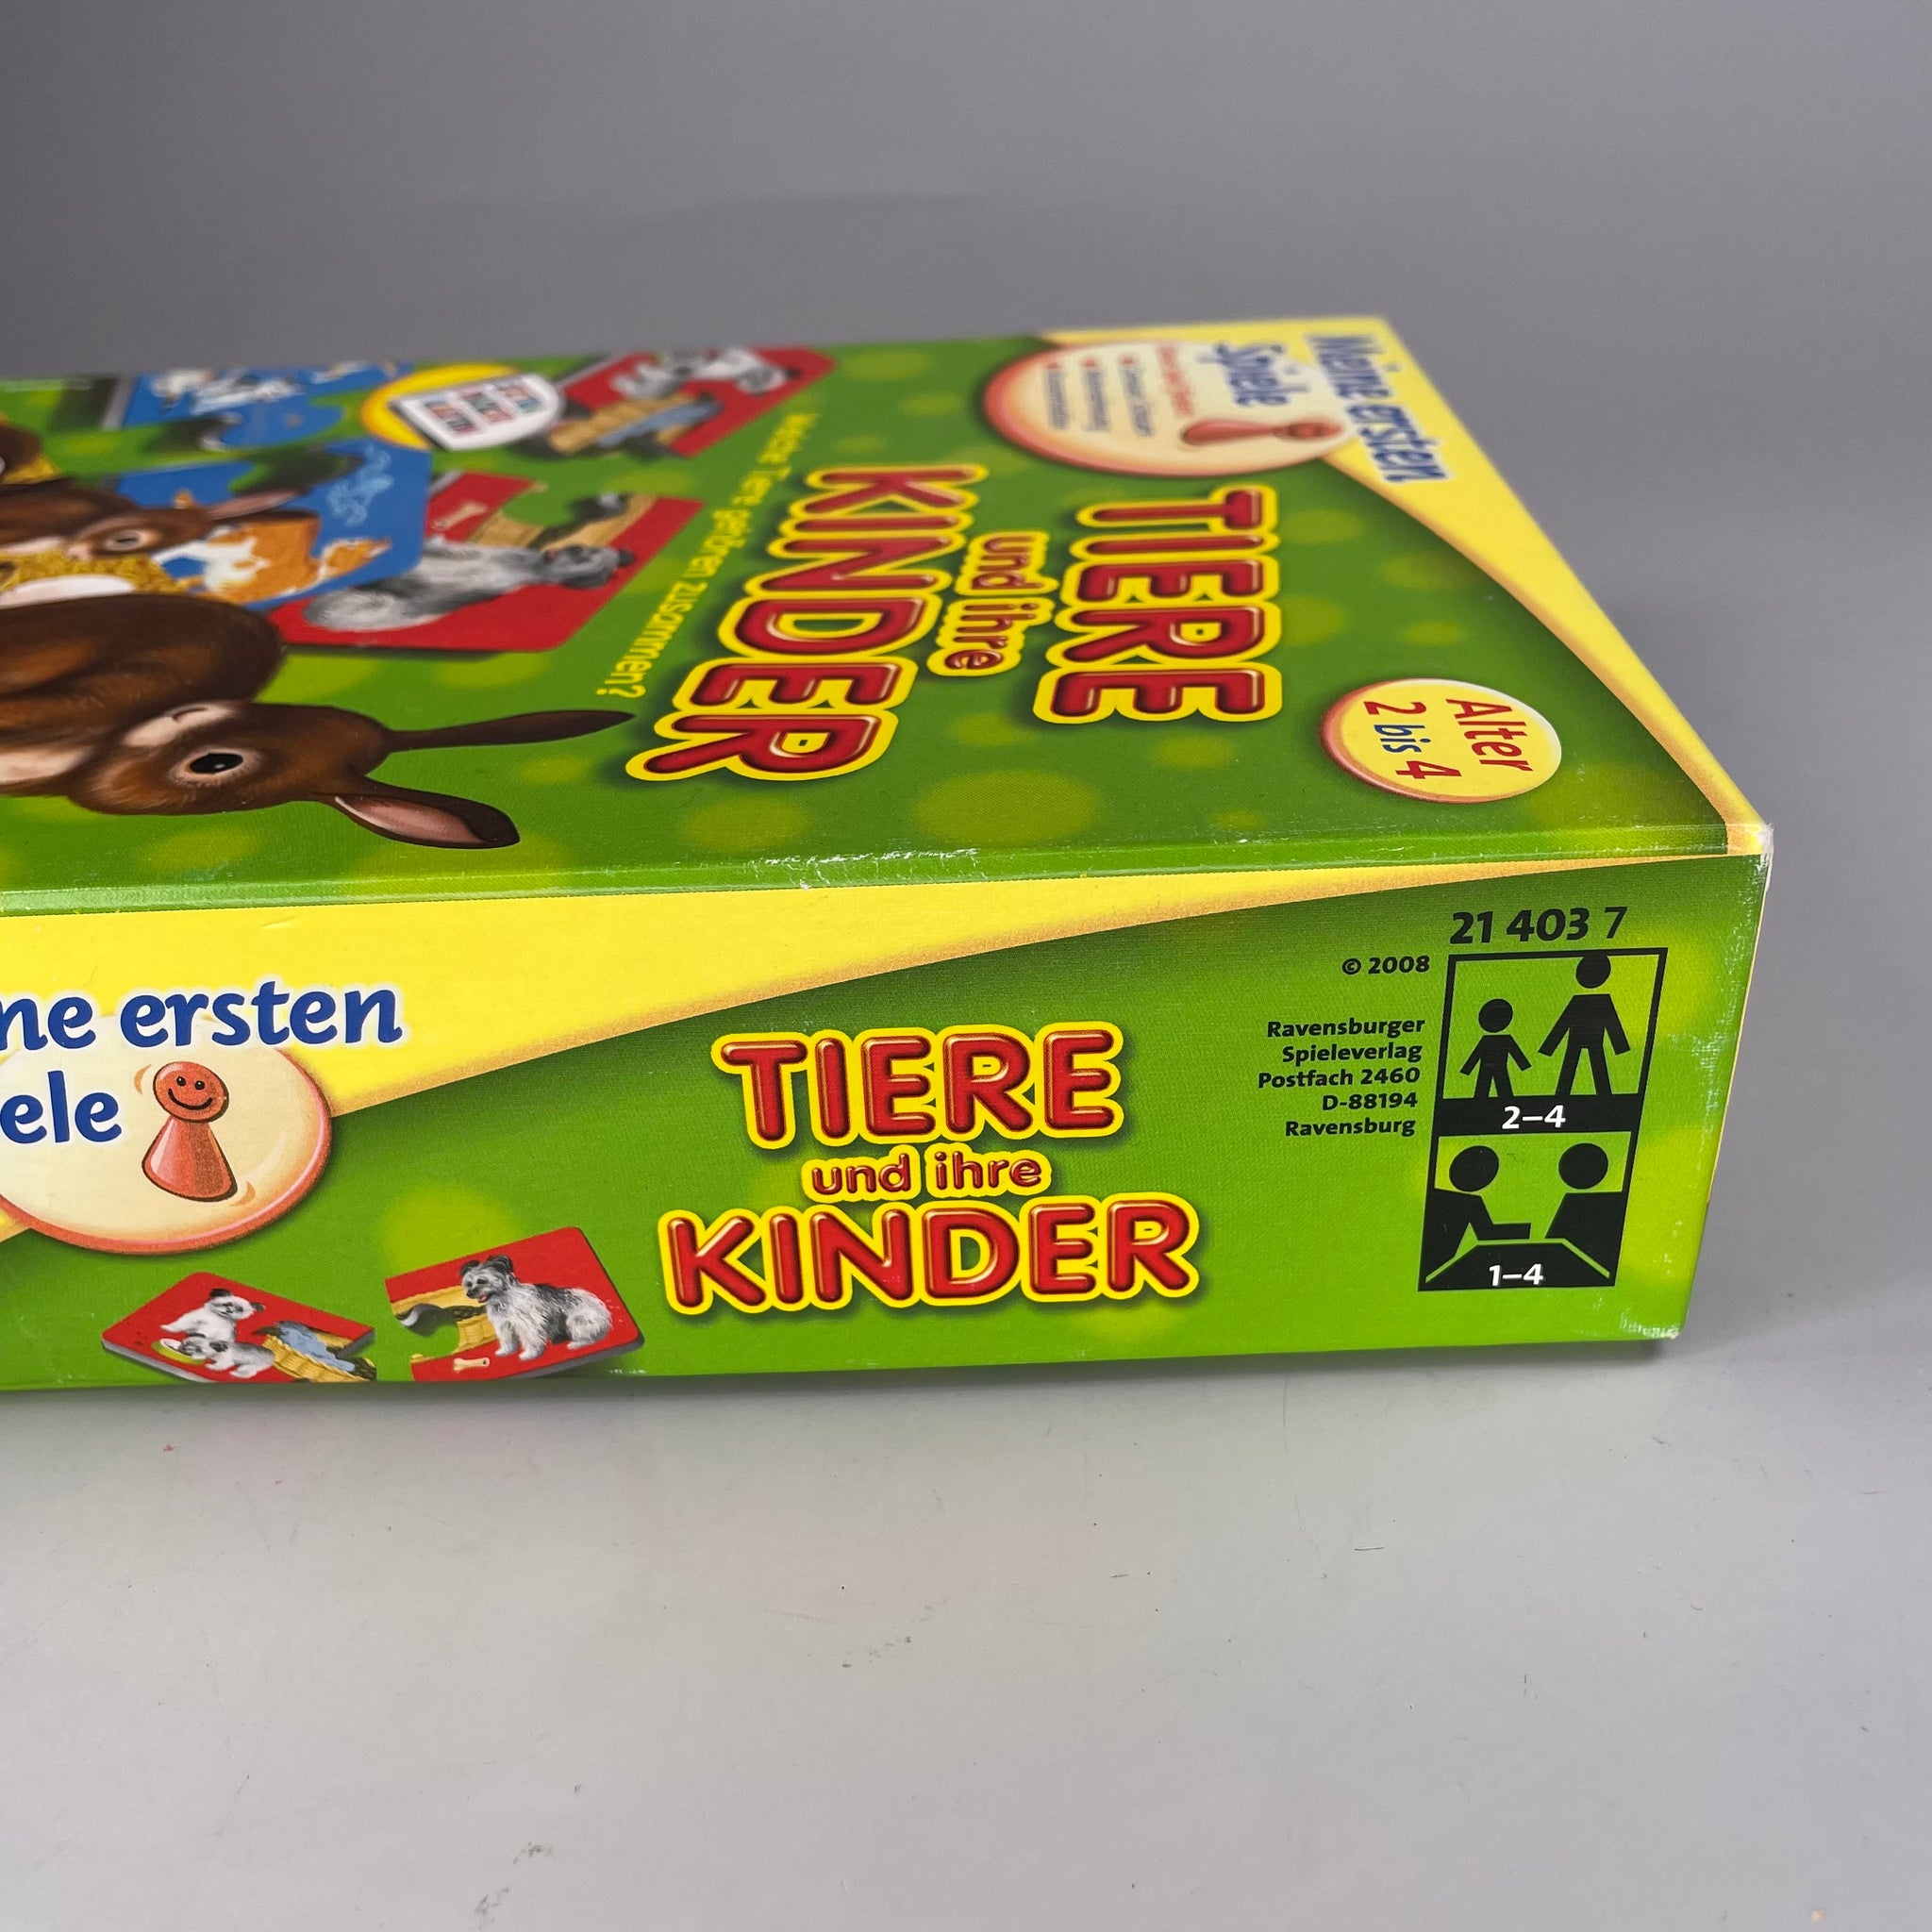 Meine ersten
Spiele
TIERE
und ihre
KINDER
Welche Tiere gehören zusammen?
Alter
2 bis 4
ne ersten
ele
TIERE
und ihre
KINDER
21 403 7
© 2008
Ravensburger
Spieleverlag
Postfach 2460
D-88194
Ravensburg
2–4
1–4